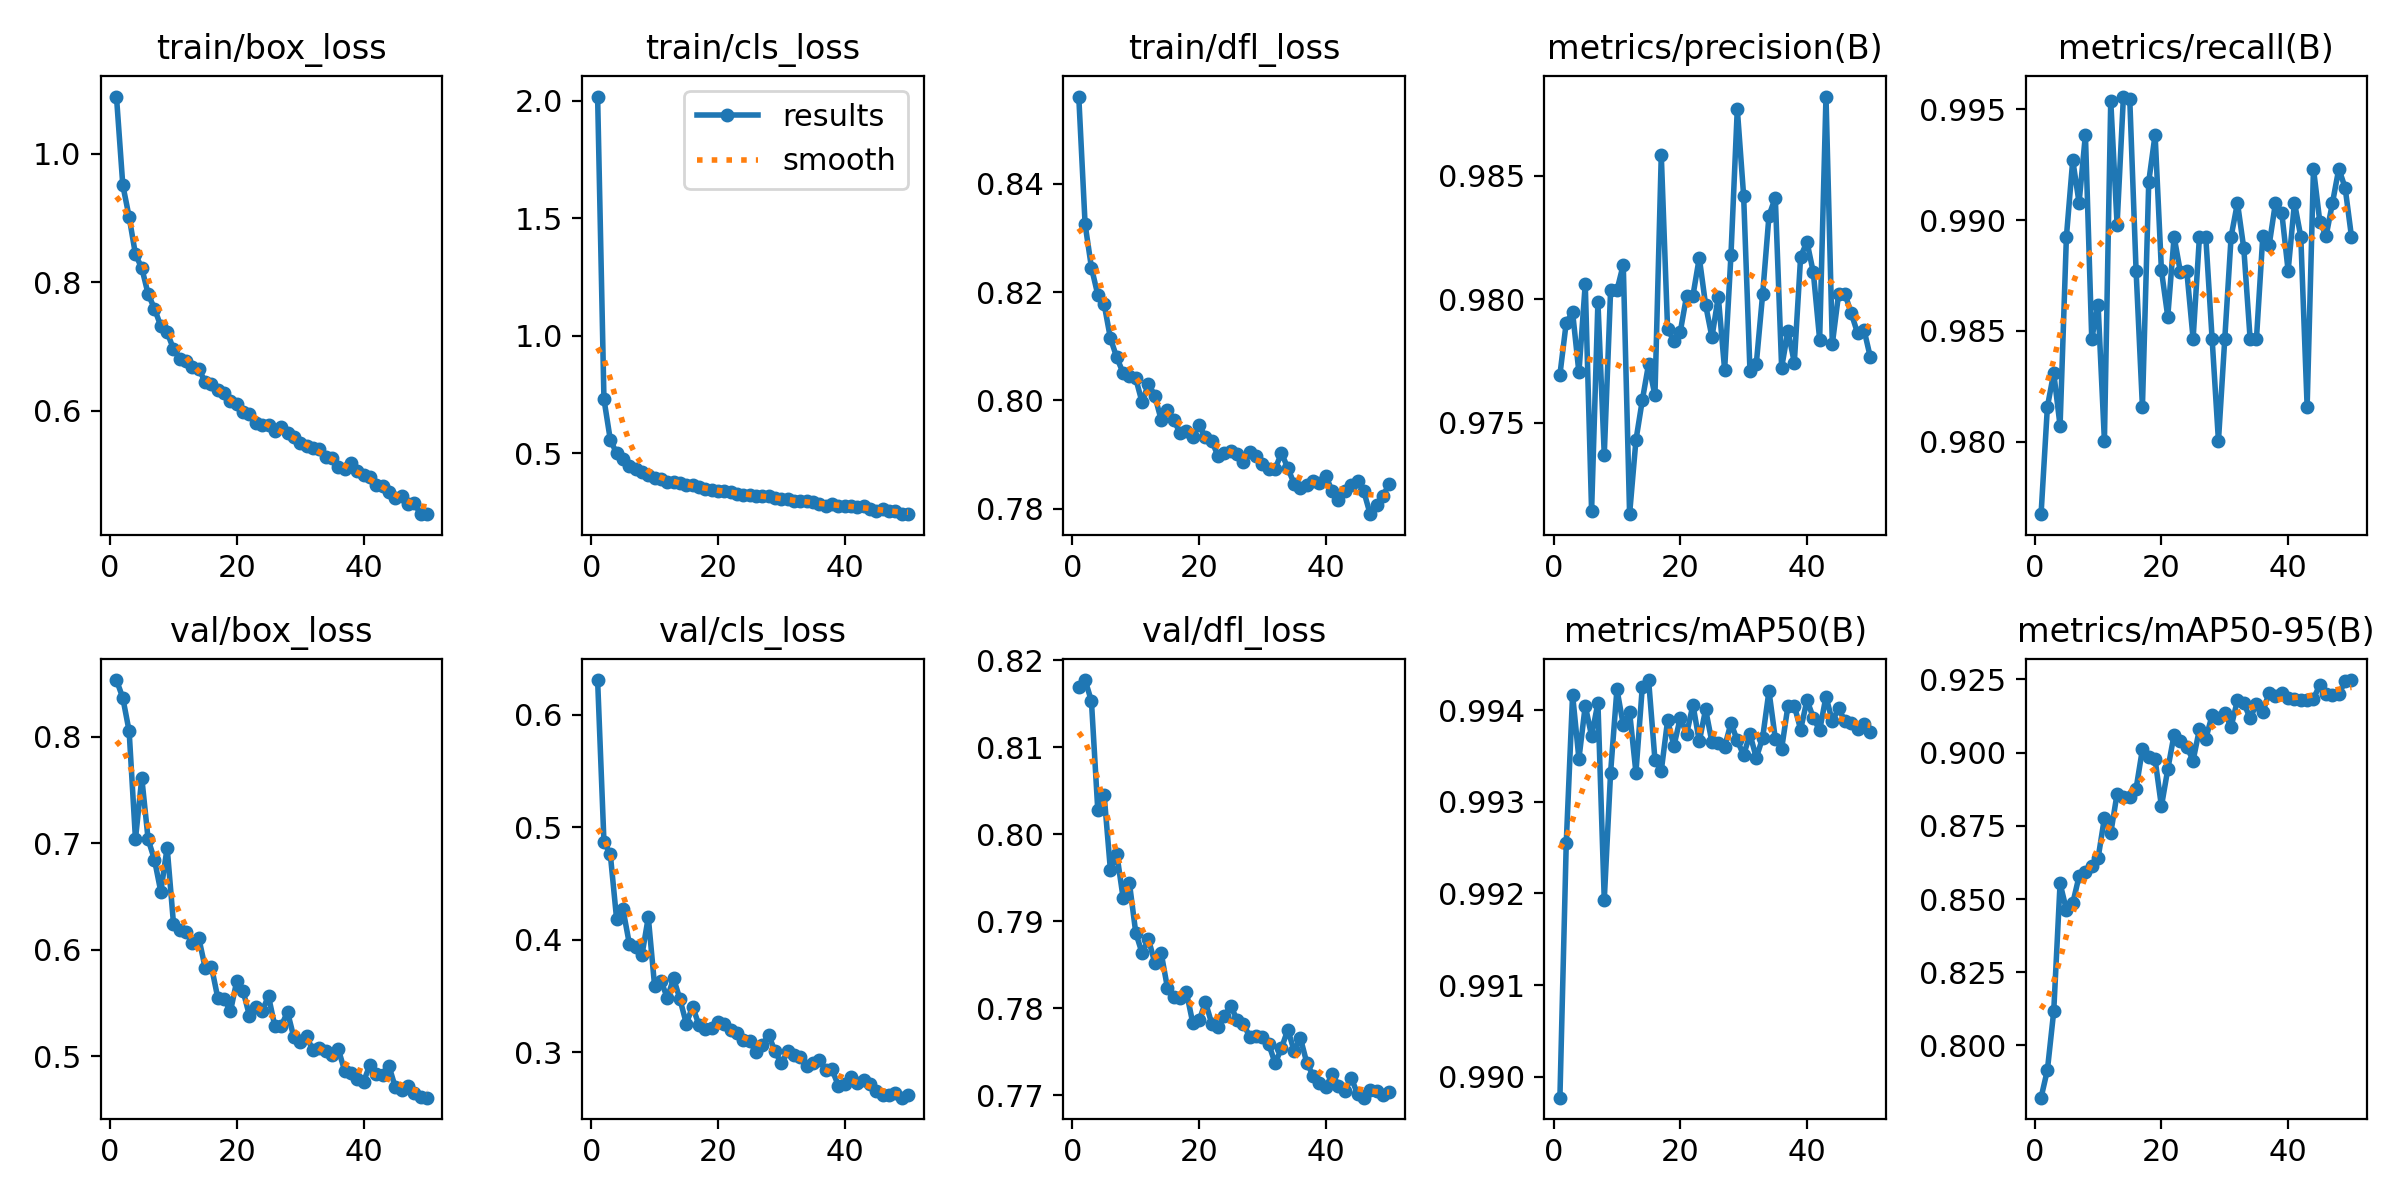 train/box_loss
train/cls_loss
train/dfl_loss
metrics/precision(B)
metrics/recall(B)
1.0
0.8
0.6
0 20 40
2.0
1.5
1.0
0.5
0 20 40
results
smooth
0.84
0.82
0.80
0.78
0 20 40
0.985
0.980
0.975
0 20 40
0.995
0.990
0.985
0.980
0 20 40
val/box_loss
val/cls_loss
val/dfl_loss
metrics/mAP50(B)
metrics/mAP50-95(B)
0.8
0.7
0.6
0.5
0 20 40
0.6
0.5
0.4
0.3
0 20 40
0.82
0.81
0.80
0.79
0.78
0.77
0 20 40
0.994
0.993
0.992
0.991
0.990
0 20 40
0.925
0.900
0.875
0.850
0.825
0.800
0 20 40